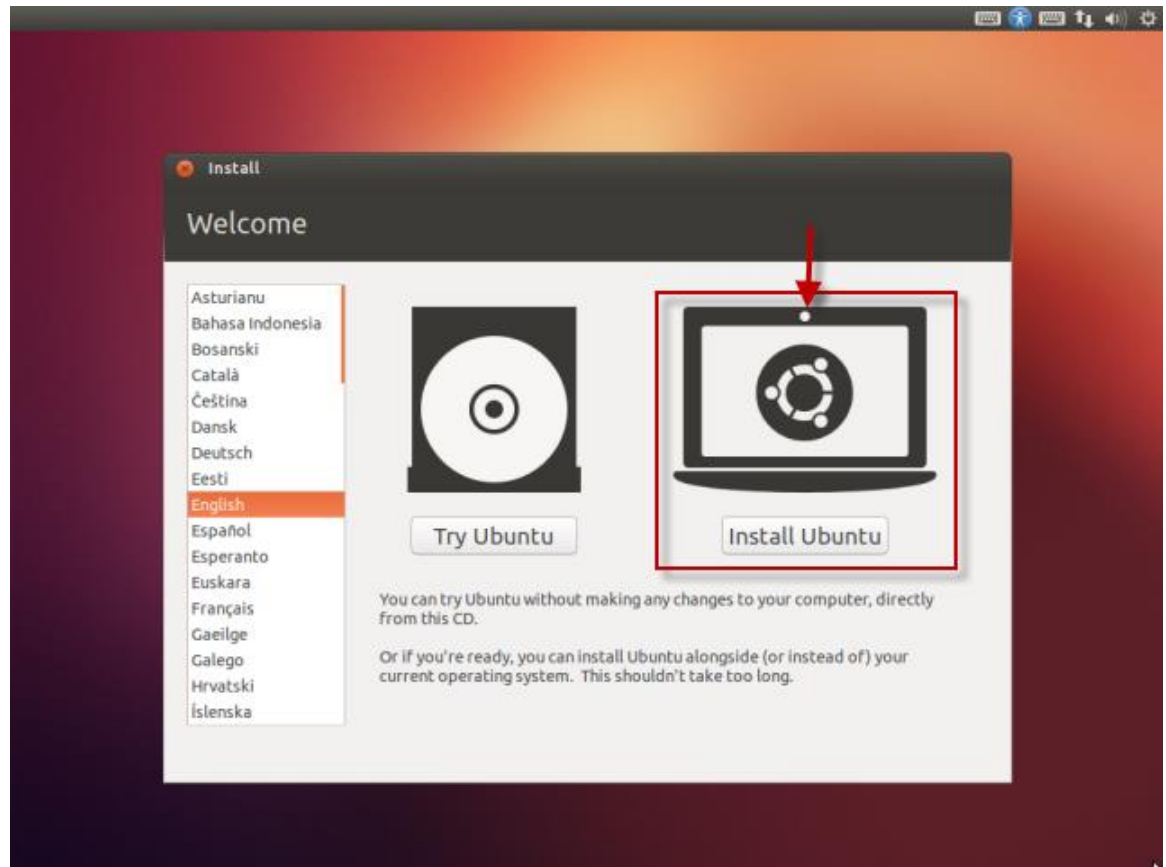 Install
Welcome
Asturianu
Bahasa Indonesia
Bosanski
Català
Čeština
Dansk
Deutsch
Eesti
English
Español
Esperanto
Euskara
Français
Gaeilge
Galego
Hrvatski
Íslenska
Try Ubuntu
Install Ubuntu
You can try Ubuntu without making any changes to your computer, directly
from this CD.
Or if you're ready, you can install Ubuntu alongside (or instead of) your
current operating system. This shouldn't take too long.